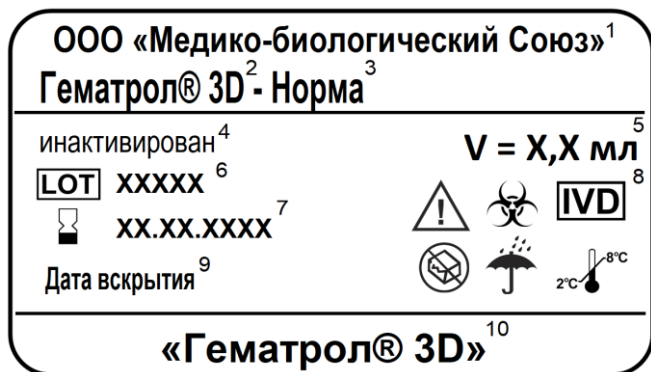 ООО «Медико-биологический Союз»1
Гематрол® 3D2- Норма3
инактивирован4
V = X,X мл5
LOT XXXXX 6
XX.XX.XXXX7
IVD8
2°C 8°C
Дата вскрытия9
«Гематрол® 3D»10